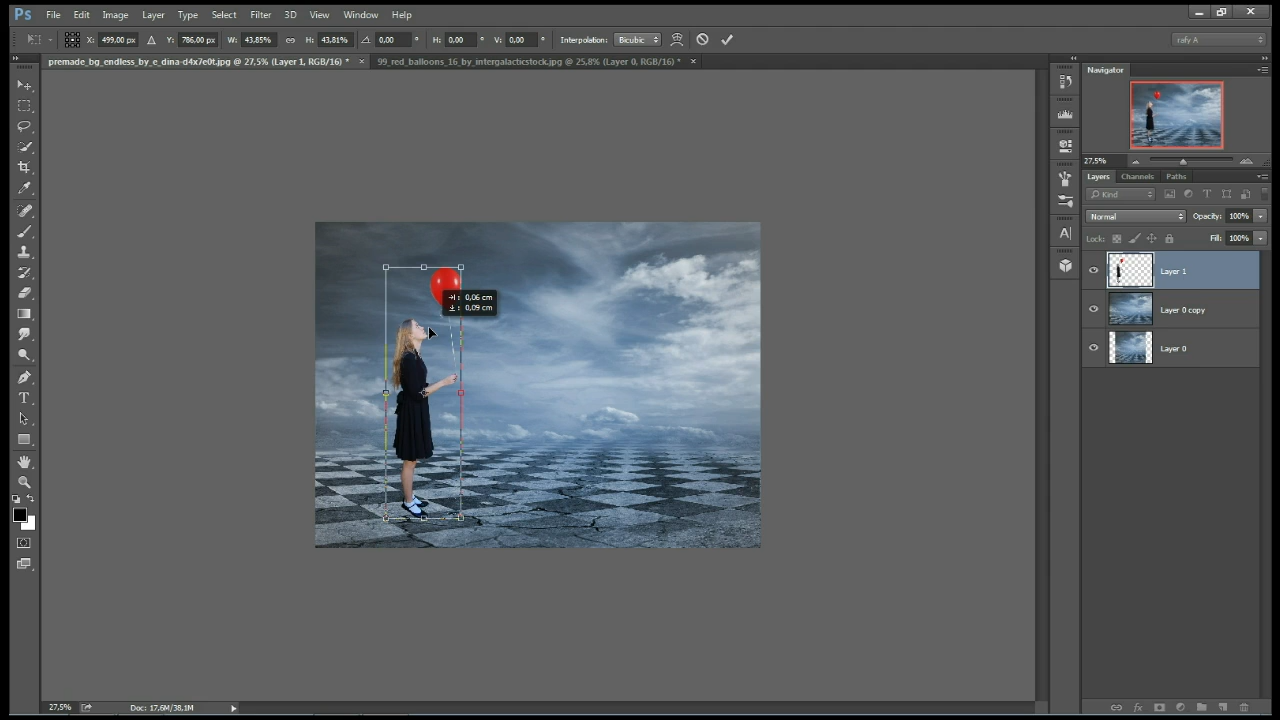 Ps File Edit Image Layer Type Select Filter 3D View Window Help
X: 499.00 px Y: 786.00 px W: 43.85% H: 43.81% 0,00 ° H: 0,00 ° V: 0,00 ° Interpolation: Bicubic rafy A
premade_bg_endless_by_e_dina-d4x7e0t.jpg @ 27,5% (Layer 1, RGB/16) * × 99_red_balloons_16_by_intergalacticstock.jpg @ 25,8% (Layer 0, RGB/16) * ×
Navigator
27,5%
Layers Channels Paths
Kind
Normal Opacity: 100%
Lock: Fill: 100%
Layer 1
Layer 0 copy
Layer 0
0,06 cm
0,09 cm
27,5% Doc: 17,6M/38,1M